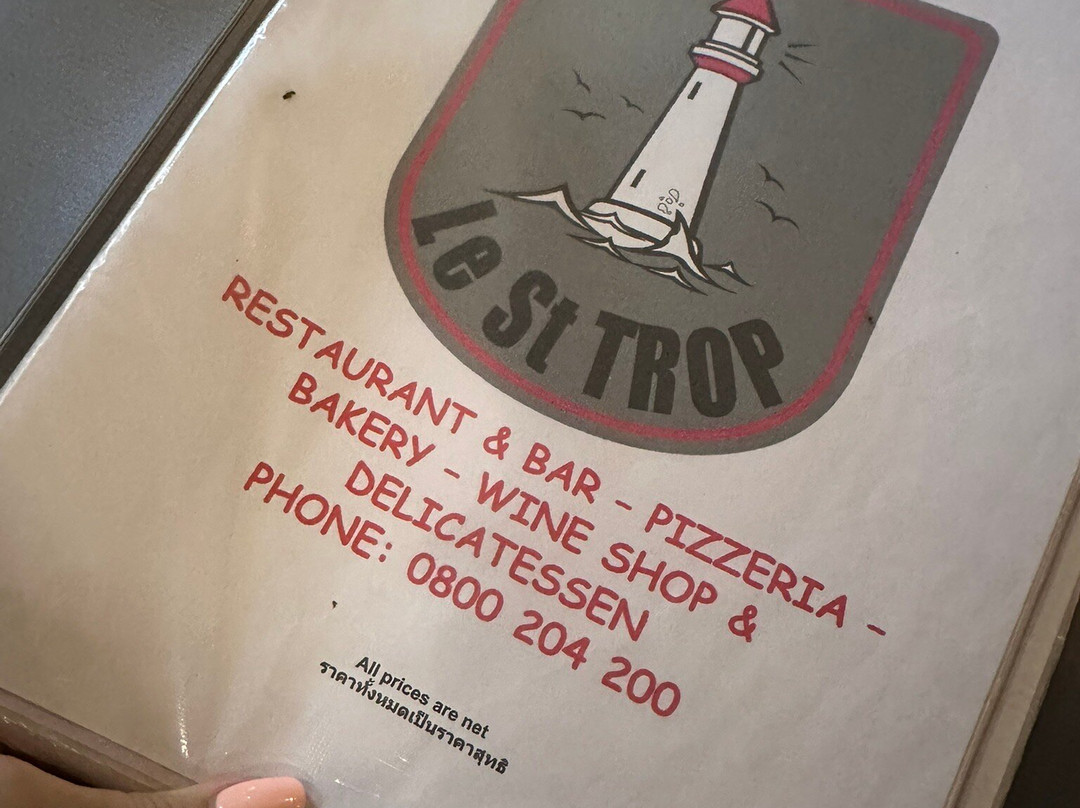 Le St TROP
RESTAURANT & BAR - PIZZERIA -
BAKERY - WINE SHOP &
DELICATESSEN
PHONE: 0800 204 200
All prices are net
ราคาทั้งหมดเป็นราคาสุทธิ